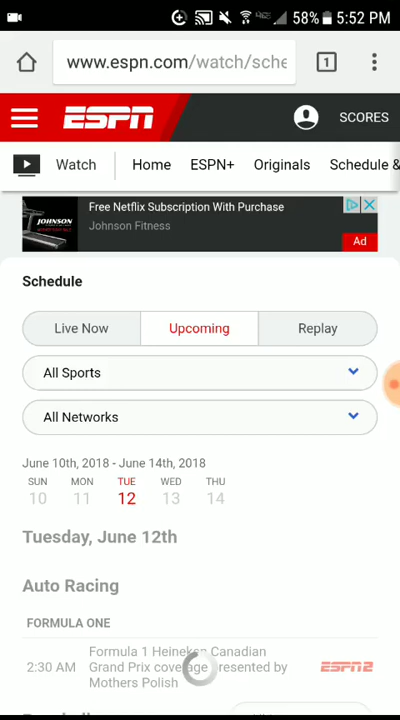 58% 5:52 PM
www.espn.com/watch/sche
1
ESPN
SCORES
Watch
Home
ESPN+
Originals
Schedule &
JOHNSON
Free Netflix Subscription With Purchase
Johnson Fitness
Ad
Schedule
Live Now
Upcoming
Replay
All Sports
All Networks
June 10th, 2018 - June 14th, 2018
SUN MON TUE WED THU
10 11 12 13 14
Tuesday, June 12th
Auto Racing
FORMULA ONE
2:30 AM
Formula 1 Heineken Canadian
Grand Prix coverage presented by
Mothers Polish
ESPN2